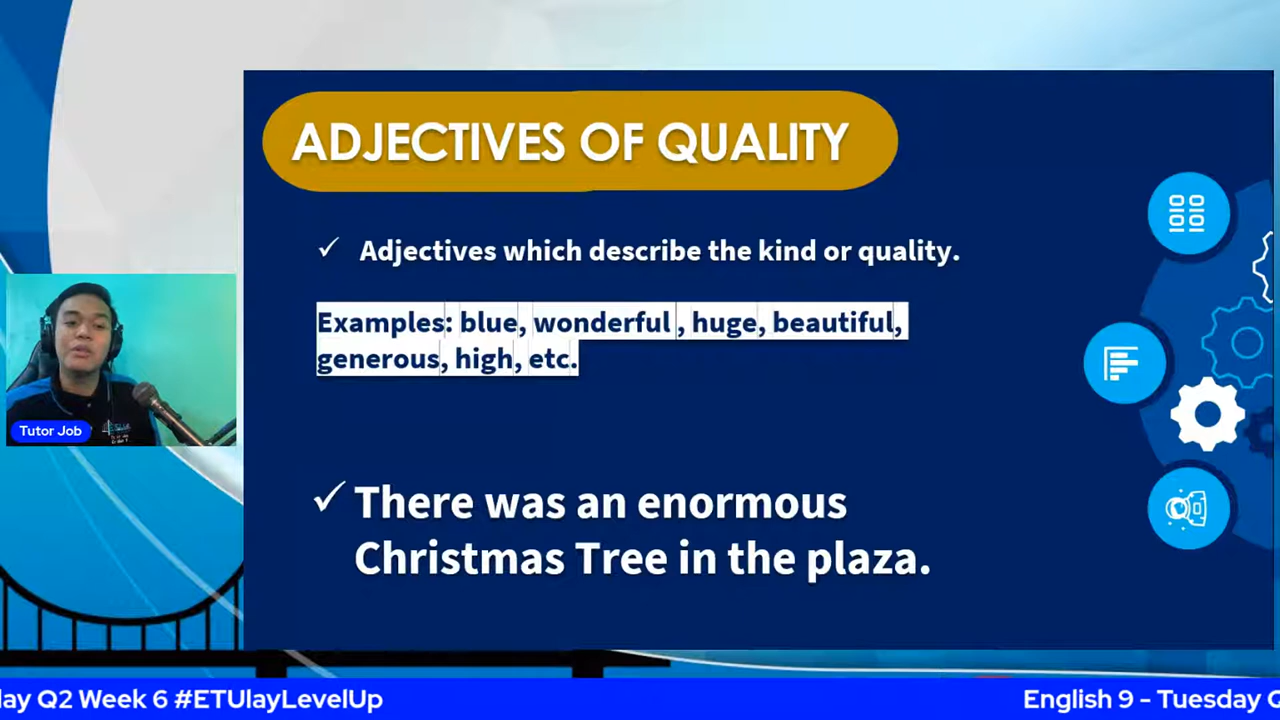 ADJECTIVES OF QUALITY
✓ Adjectives which describe the kind or quality.
Examples: blue, wonderful , huge, beautiful,
generous, high, etc.
✓ There was an enormous
Christmas Tree in the plaza.
Tutor Job
ay Q2 Week 6 #ETUlayLevelUp
English 9 - Tuesday